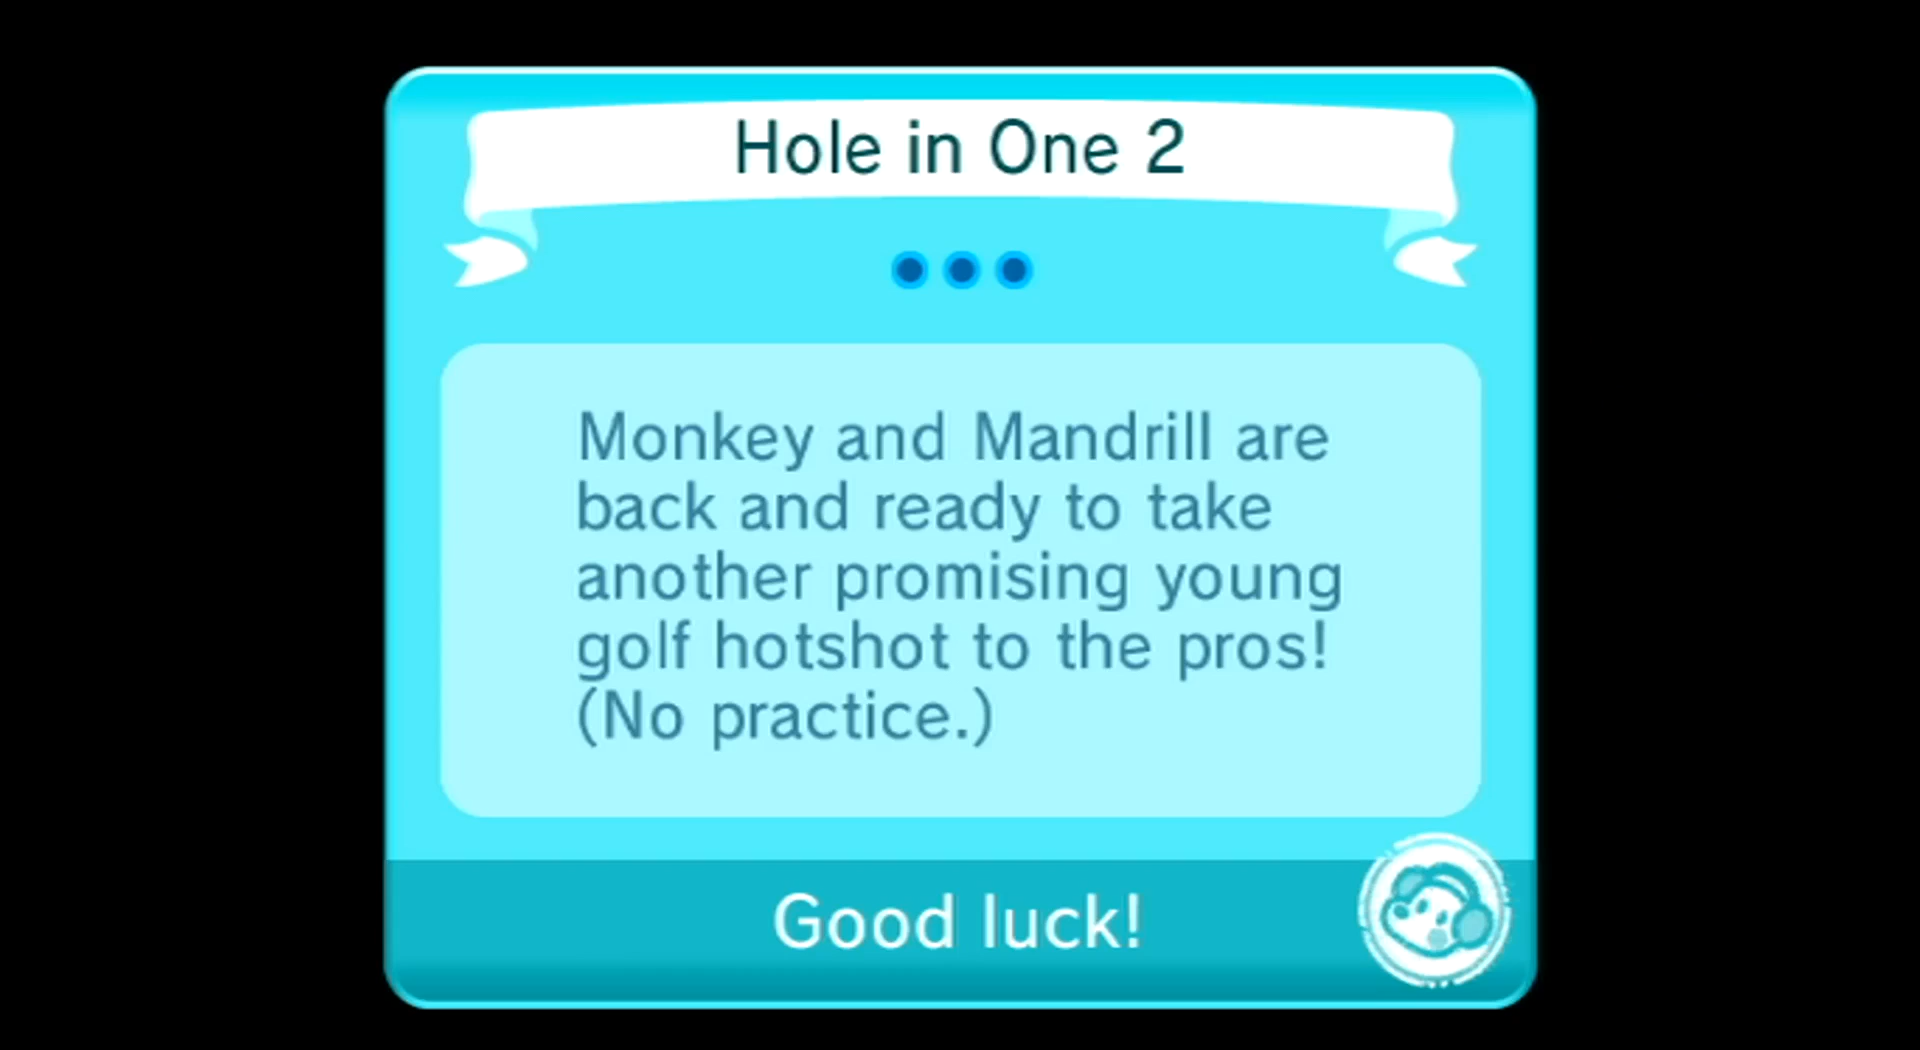 Hole in One 2
Monkey and Mandrill are
back and ready to take
another promising young
golf hotshot to the pros!
(No practice.)
Good luck!